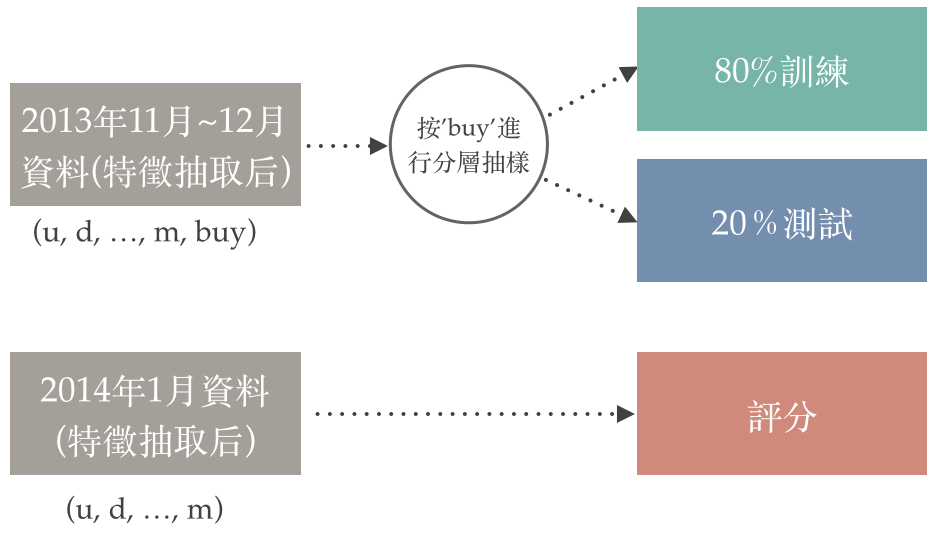 2013年11月~12月
資料(特徵抽取后)
(u, d, …, m, buy)
按'buy'進
行分層抽樣
80%訓練
20%測試
2014年1月資料
(特徵抽取后)
(u, d, …, m)
評分